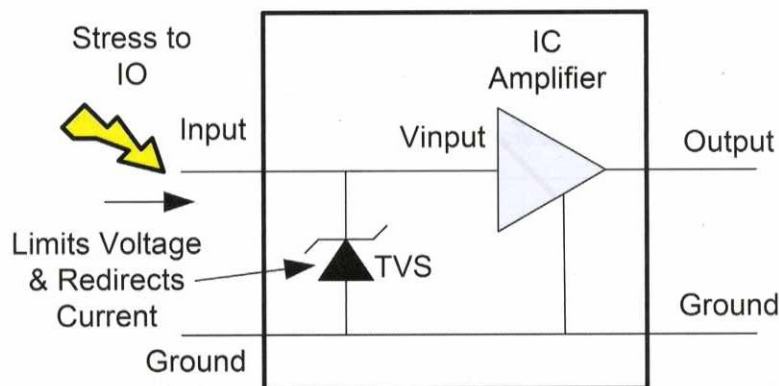 Stress to
IO
IC
Amplifier
Input
Vinput
Output
Limits Voltage
& Redirects
Current
TVS
Ground
Ground